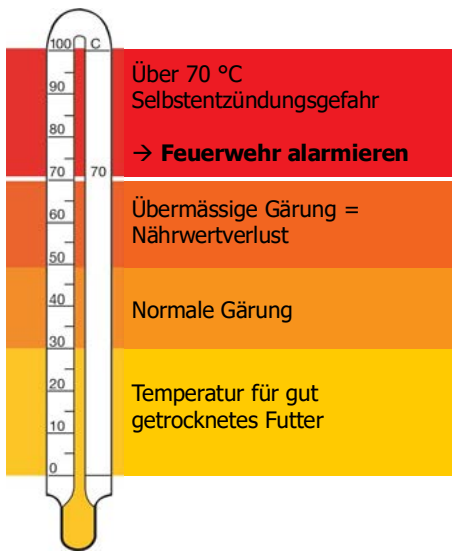 100 C
90
80
70 70
60
50
40
30
20
10
0
Über 70 °C
Selbstentzündungsgefahr
→ Feuerwehr alarmieren
Übermässige Gärung =
Nährwertverlust
Normale Gärung
Temperatur für gut
getrocknetes Futter